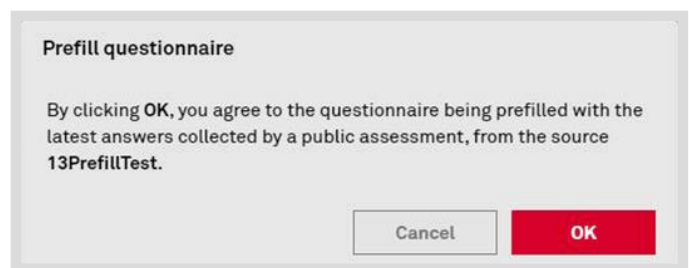 Prefill questionnaire
By clicking OK, you agree to the questionnaire being prefilled with the
latest answers collected by a public assessment, from the source
13PrefillTest.
Cancel
OK